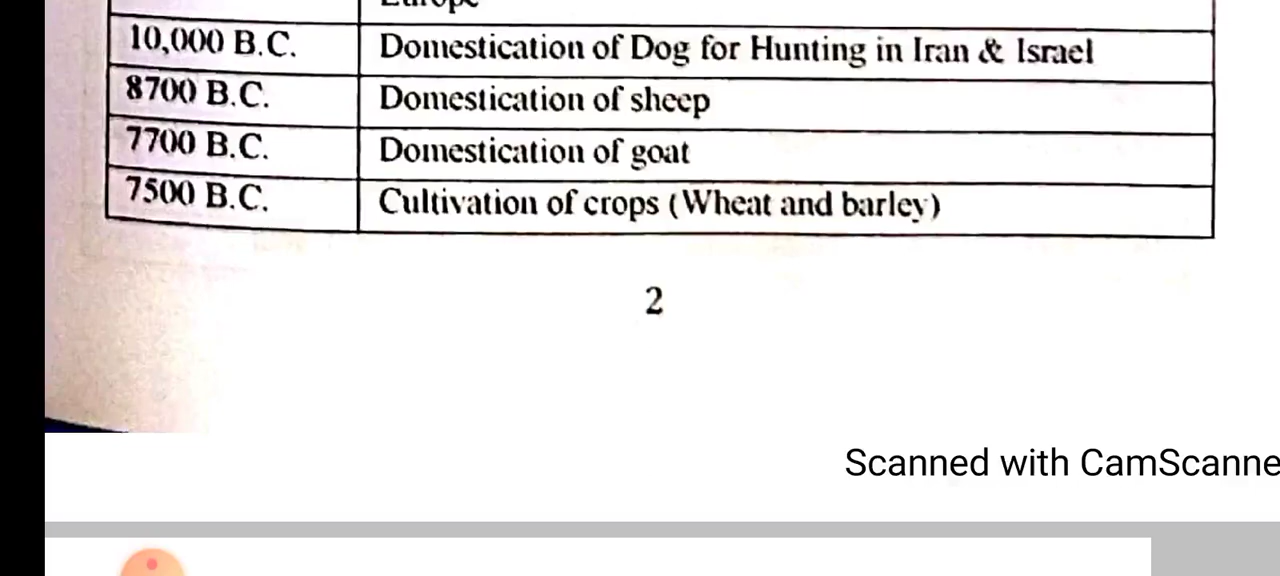 Europe
10,000 B.C. Domestication of Dog for Hunting in Iran & Israel
8700 B.C. Domestication of sheep
7700 B.C. Domestication of goat
7500 B.C. Cultivation of crops (Wheat and barley)
2
Scanned with CamScanne